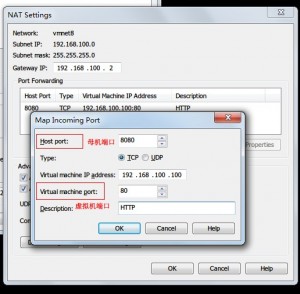 NAT Settings
Network: vmnet8
Subnet IP: 192.168.100.0
Subnet mask: 255.255.255.0
Gateway IP: 192 .168 .100 . 2
Port Forwarding
Host Port Type Virtual Machine IP Address Description
8080 TCP 192.168.100.100:80 HTTP
Map Incoming Port
Host port: 母机端口 8080
Type: TCP UDP
Virtual machine IP address: 192 .168 .100 .100
Virtual machine port: 80
虚拟机端口
Description: HTTP
OK Cancel Help
Properties
Adva
UDP
Con
OK Cancel Help